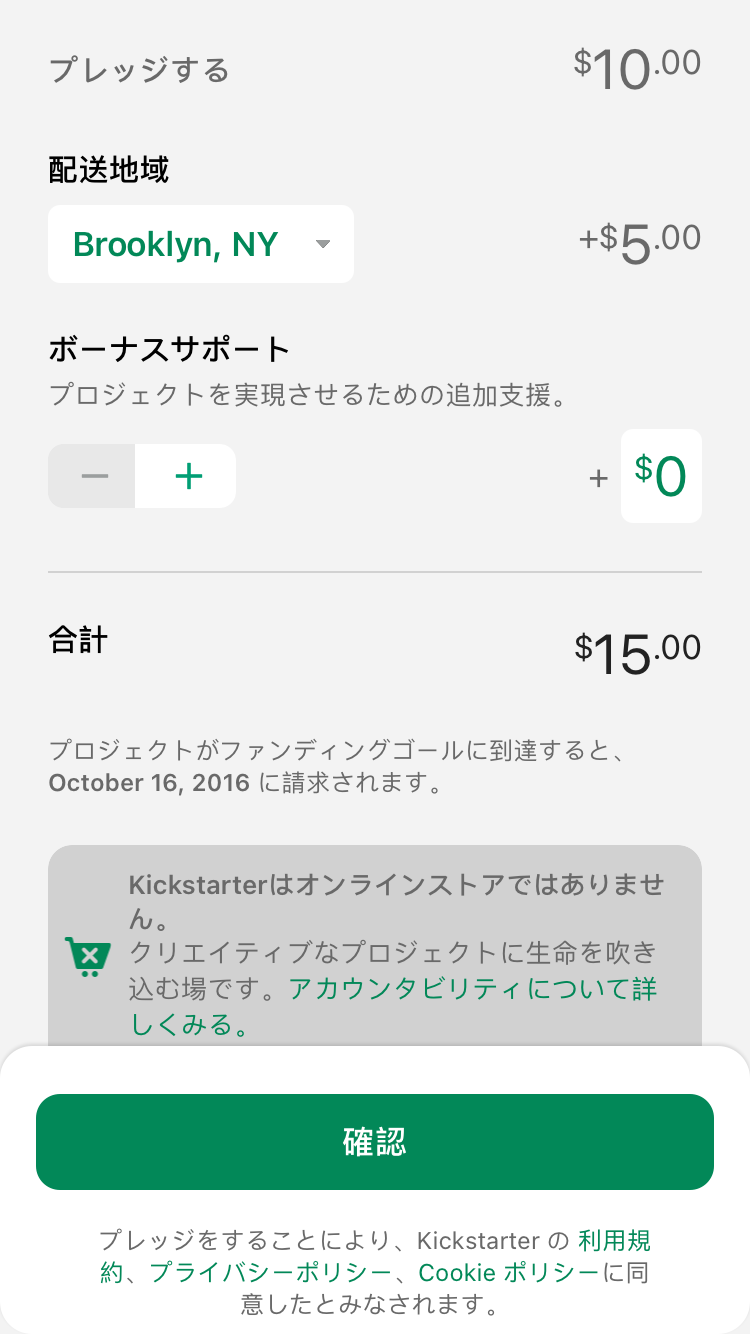 プレッジする $10.00
配送地域
Brooklyn, NY +$5.00
ボーナスサポート
プロジェクトを実現させるための追加支援。
− + + $0
合計 $15.00
プロジェクトがファンディングゴールに到達すると、
October 16, 2016 に請求されます。
Kickstarterはオンラインストアではありませ
ん。
クリエイティブなプロジェクトに生命を吹き
込む場です。アカウンタビリティについて詳
しくみる。
確認
プレッジをすることにより、Kickstarter の 利用規
約、プライバシーポリシー、Cookie ポリシーに同
意したとみなされます。